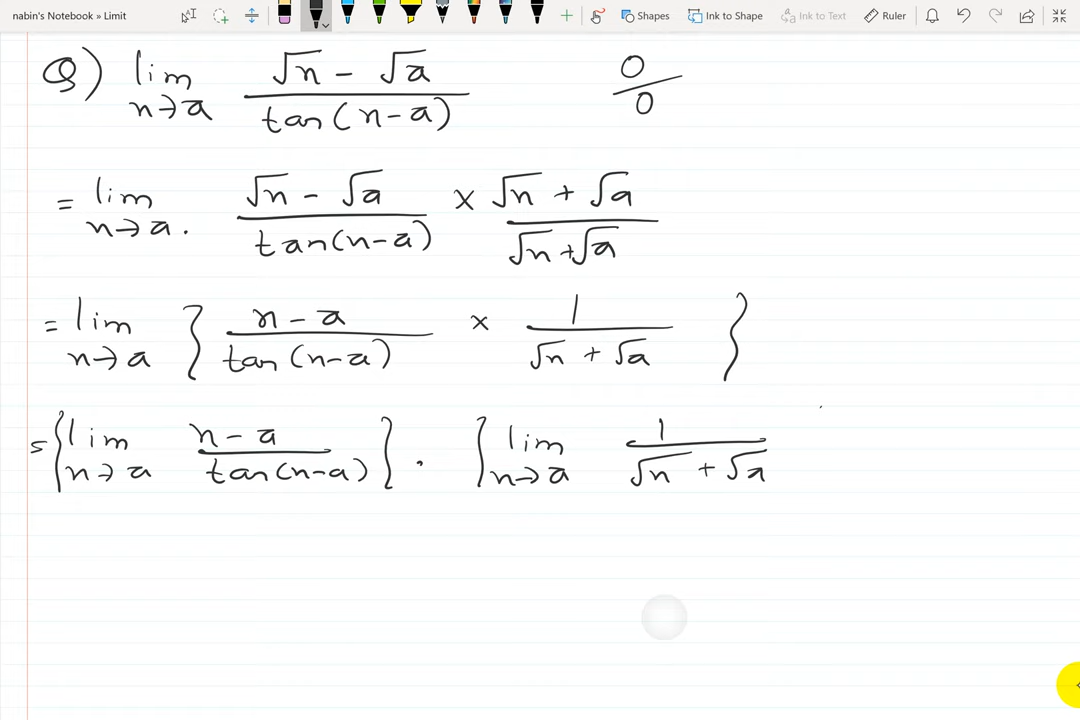 nabin's Notebook » Limit
Shapes Ink to Shape Ink to Text Ruler
Q) lim n→a (√n - √a) / tan(n-a) 0/0
= lim n→a. (√n - √a) / tan(n-a) × (√n + √a) / (√n + √a)
= lim n→a { (n-a) / tan(n-a) × 1 / (√n + √a) }
= { lim n→a (n-a) / tan(n-a) } . { lim n→a 1 / (√n + √a)